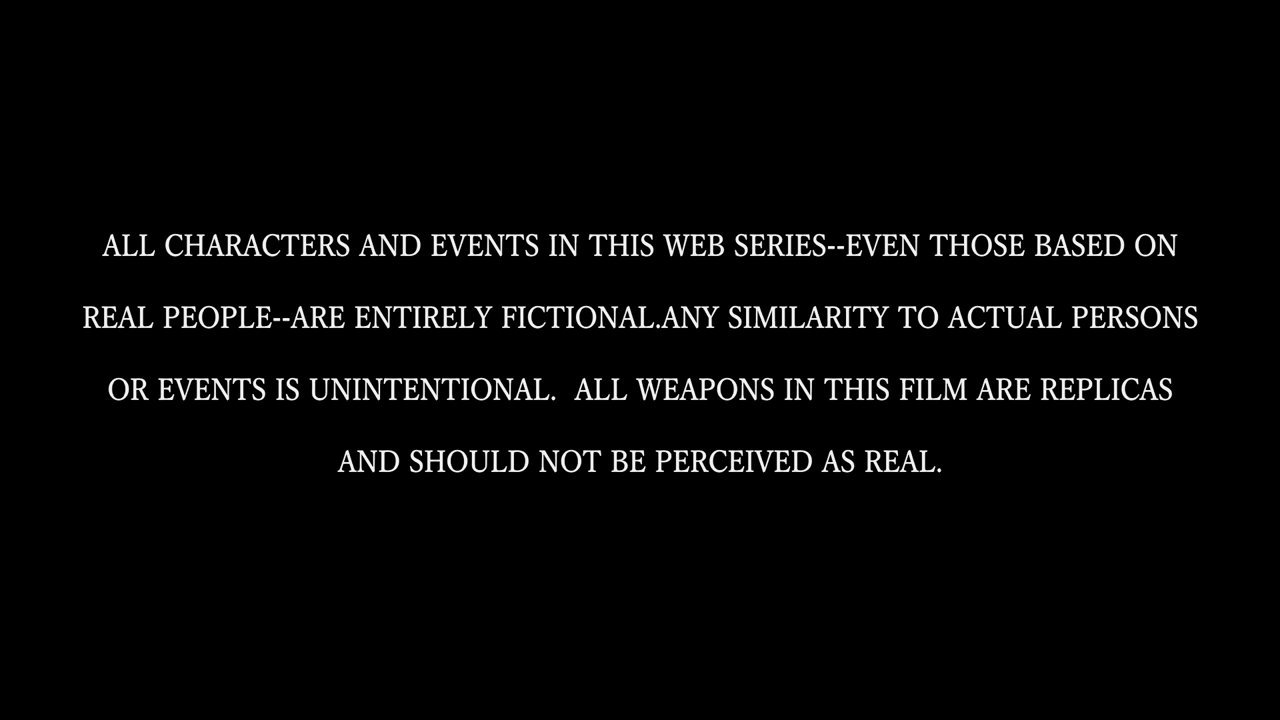 ALL CHARACTERS AND EVENTS IN THIS WEB SERIES--EVEN THOSE BASED ON
REAL PEOPLE--ARE ENTIRELY FICTIONAL.ANY SIMILARITY TO ACTUAL PERSONS
OR EVENTS IS UNINTENTIONAL.  ALL WEAPONS IN THIS FILM ARE REPLICAS
AND SHOULD NOT BE PERCEIVED AS REAL.